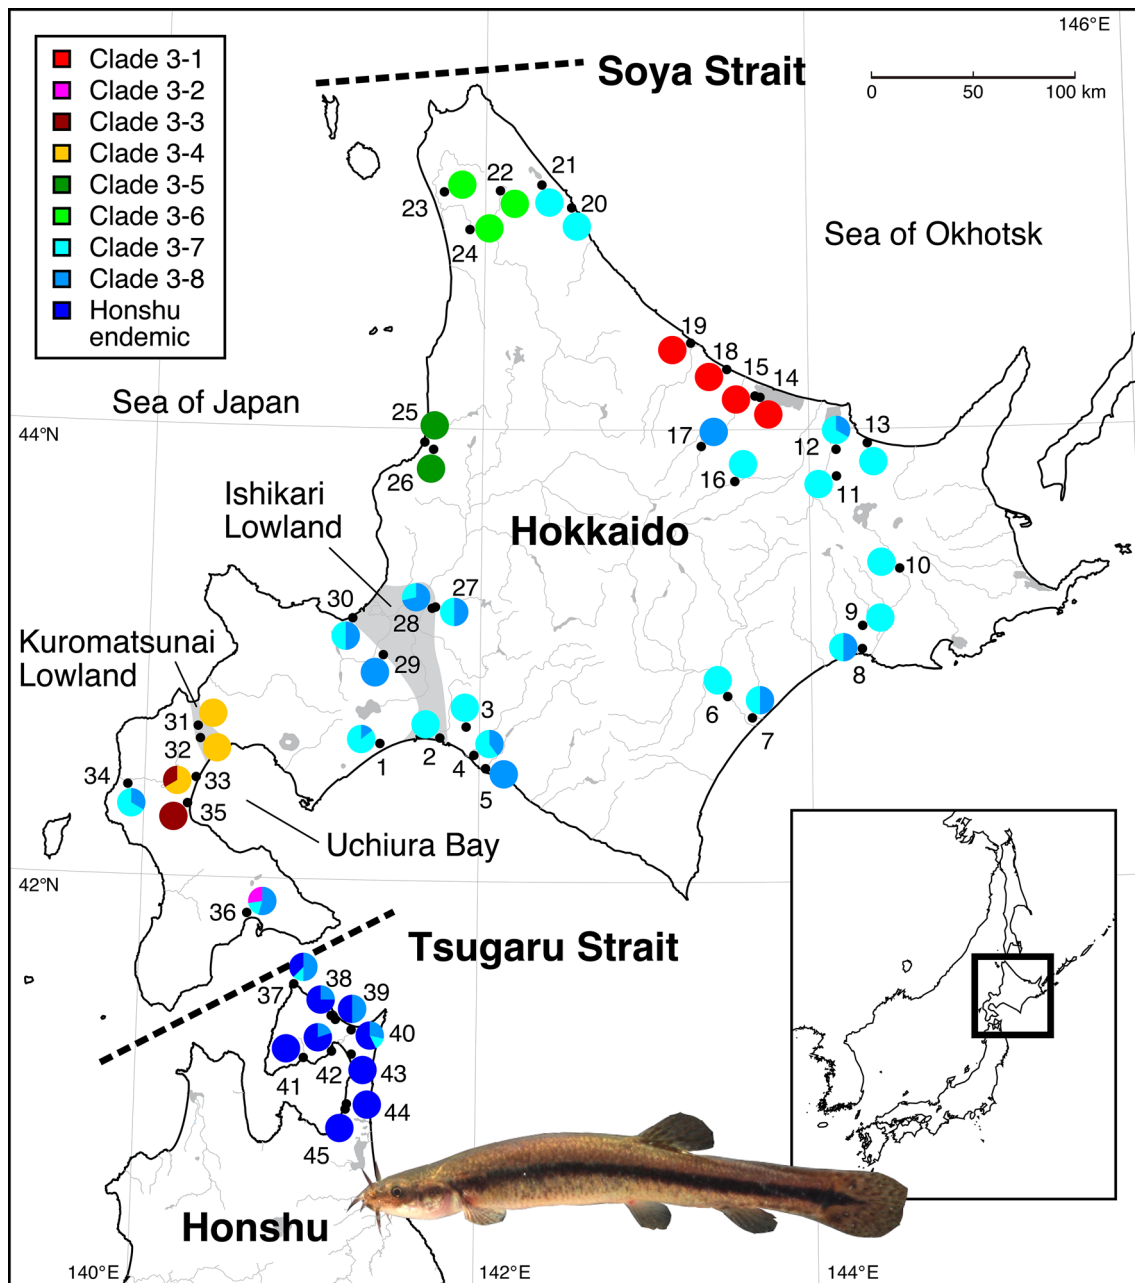 146°E
Clade 3-1
Clade 3-2
Clade 3-3
Clade 3-4
Clade 3-5
Clade 3-6
Clade 3-7
Clade 3-8
Honshu
endemic
Soya Strait
0 50 100 km
21
22
23
20
24
Sea of Okhotsk
19
18
15
14
Sea of Japan
25
44°N
17
13
12
26
16
11
Ishikari
Lowland
Hokkaido
10
30
27
28
9
Kuromatsunai
Lowland
29
8
31
3
6
32
2
7
1
4
34
33
5
35
Uchiura Bay
42°N
36
Tsugaru Strait
37
38
39
40
41
42
43
44
45
Honshu
140°E
142°E
144°E